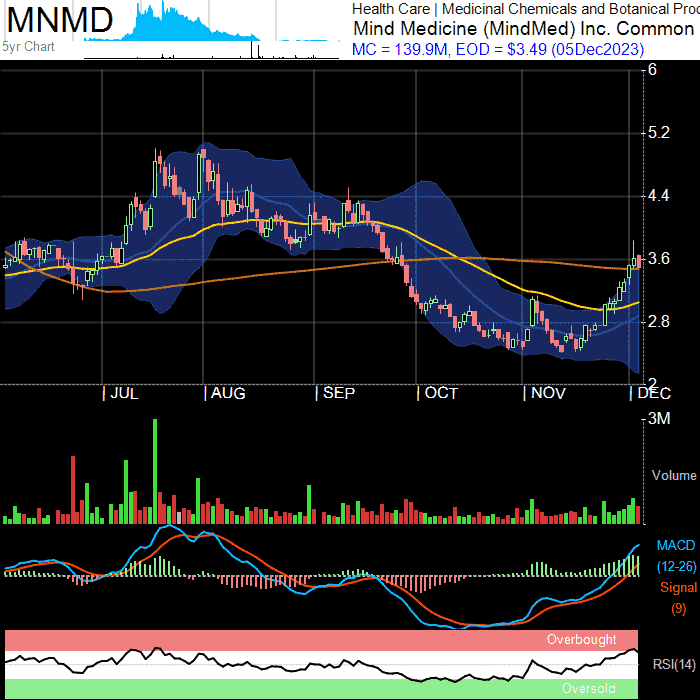 MNMD
5yr Chart
Health Care | Medicinal Chemicals and Botanical Proc
Mind Medicine (MindMed) Inc. Common
MC = 139.9M, EOD = $3.49 (05Dec2023)
6
5.2
4.4
3.6
2.8
2
JUL AUG SEP OCT NOV DEC
3M
Volume
MACD
(12-26)
Signal
(9)
Overbought
RSI(14)
Oversold